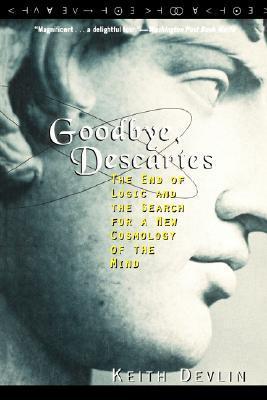 "Magnificent . . . a delightful tour."—Washington Post Book World
Goodbye,
Descartes
The End of
Logic and
the Search
for a New
Cosmology
of the
Mind
Keith Devlin